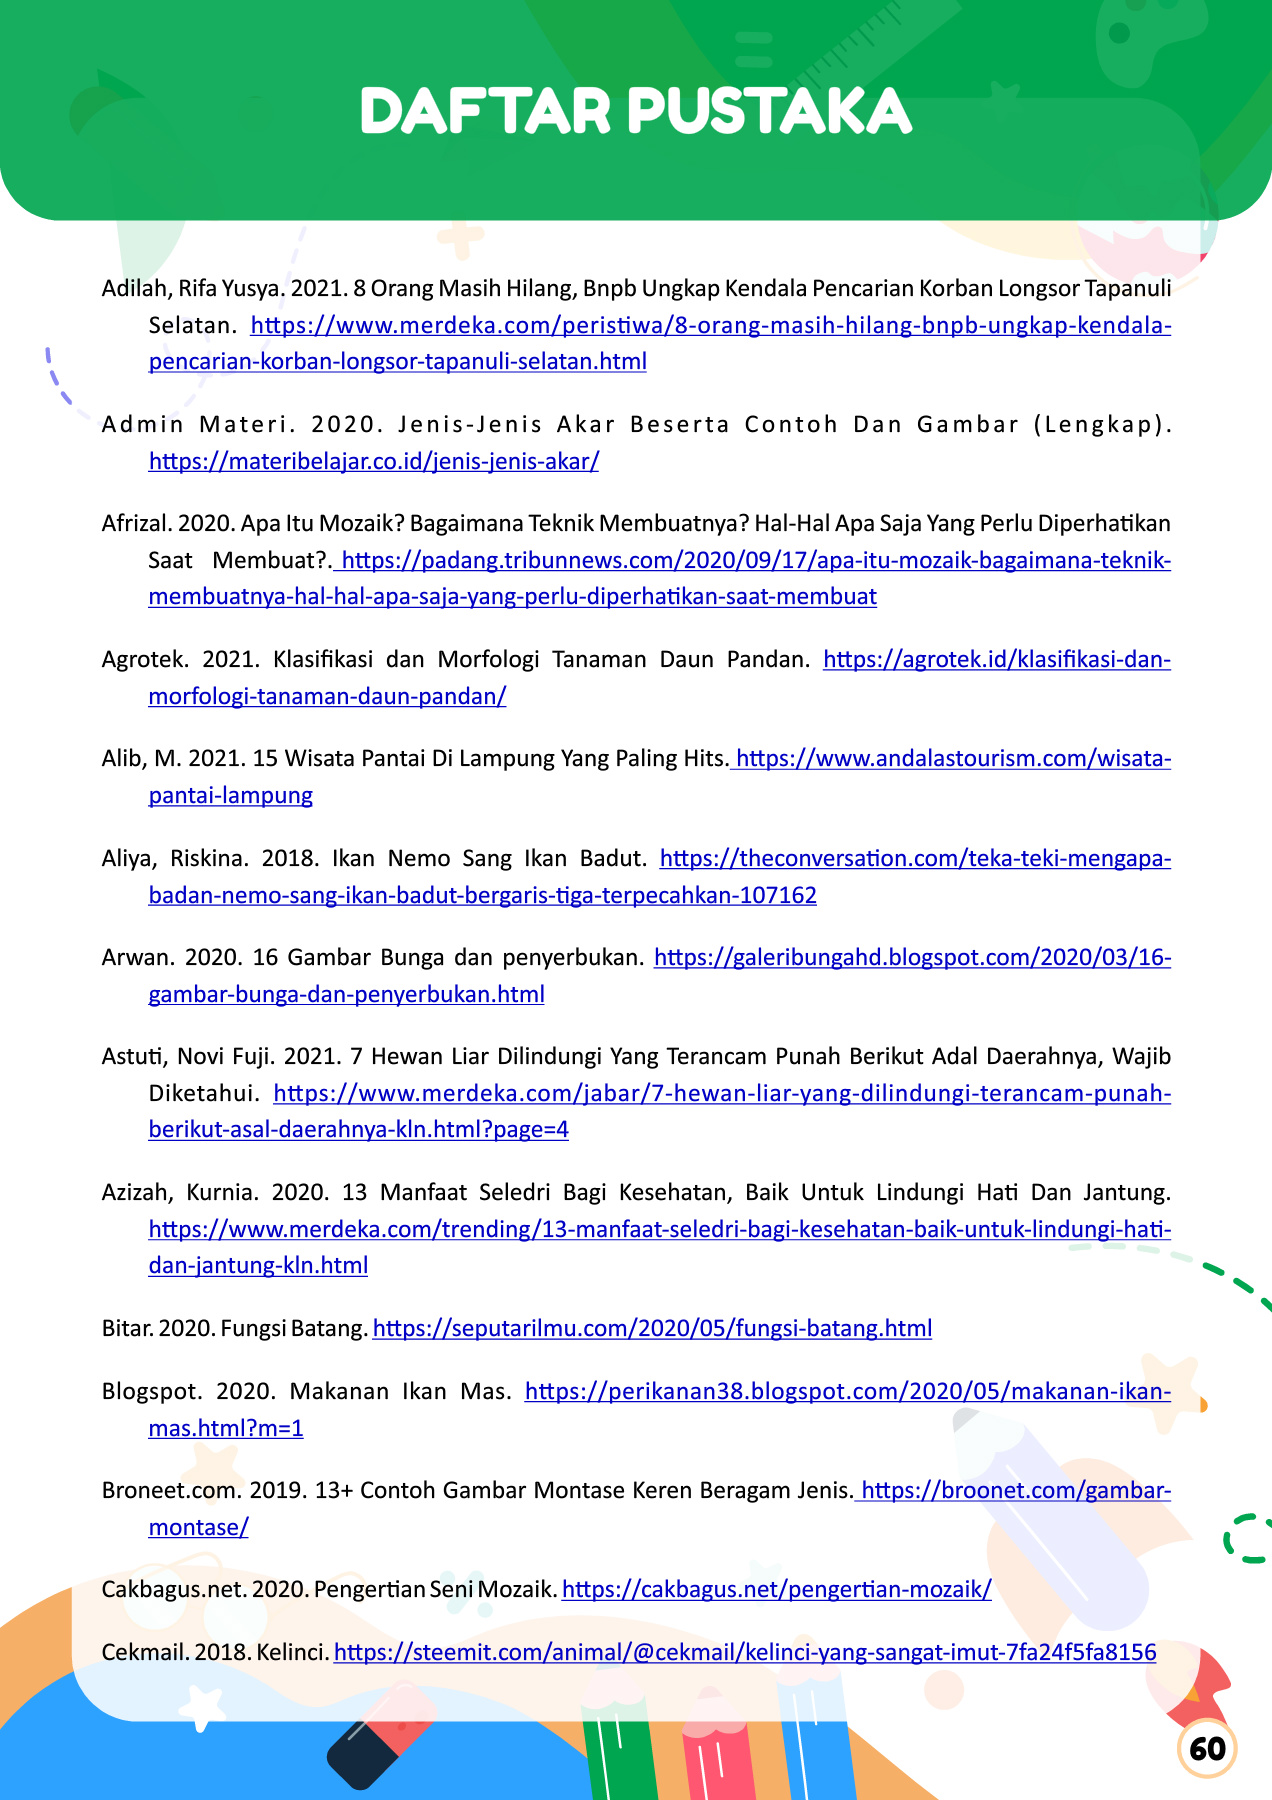 DAFTAR PUSTAKA
Adilah, Rifa Yusya. 2021. 8 Orang Masih Hilang, Bnpb Ungkap Kendala Pencarian Korban Longsor Tapanuli
Selatan. https://www.merdeka.com/peristiwa/8-orang-masih-hilang-bnpb-ungkap-kendala-
pencarian-korban-longsor-tapanuli-selatan.html
Admin Materi. 2020. Jenis-Jenis Akar Beserta Contoh Dan Gambar (Lengkap).
https://materibelajar.co.id/jenis-jenis-akar/
Afrizal. 2020. Apa Itu Mozaik? Bagaimana Teknik Membuatnya? Hal-Hal Apa Saja Yang Perlu Diperhatikan
Saat Membuat?. https://padang.tribunnews.com/2020/09/17/apa-itu-mozaik-bagaimana-teknik-
membuatnya-hal-hal-apa-saja-yang-perlu-diperhatikan-saat-membuat
Agrotek. 2021. Klasifikasi dan Morfologi Tanaman Daun Pandan. https://agrotek.id/klasifikasi-dan-
morfologi-tanaman-daun-pandan/
Alib, M. 2021. 15 Wisata Pantai Di Lampung Yang Paling Hits. https://www.andalastourism.com/wisata-
pantai-lampung
Aliya, Riskina. 2018. Ikan Nemo Sang Ikan Badut. https://theconversation.com/teka-teki-mengapa-
badan-nemo-sang-ikan-badut-bergaris-tiga-terpecahkan-107162
Arwan. 2020. 16 Gambar Bunga dan penyerbukan. https://galeribungahd.blogspot.com/2020/03/16-
gambar-bunga-dan-penyerbukan.html
Astuti, Novi Fuji. 2021. 7 Hewan Liar Dilindungi Yang Terancam Punah Berikut Adal Daerahnya, Wajib
Diketahui. https://www.merdeka.com/jabar/7-hewan-liar-yang-dilindungi-terancam-punah-
berikut-asal-daerahnya-kln.html?page=4
Azizah, Kurnia. 2020. 13 Manfaat Seledri Bagi Kesehatan, Baik Untuk Lindungi Hati Dan Jantung.
https://www.merdeka.com/trending/13-manfaat-seledri-bagi-kesehatan-baik-untuk-lindungi-hati-
dan-jantung-kln.html
Bitar. 2020. Fungsi Batang. https://seputarilmu.com/2020/05/fungsi-batang.html
Blogspot. 2020. Makanan Ikan Mas. https://perikanan38.blogspot.com/2020/05/makanan-ikan-
mas.html?m=1
Broneet.com. 2019. 13+ Contoh Gambar Montase Keren Beragam Jenis. https://broonet.com/gambar-
montase/
Cakbagus.net. 2020. Pengertian Seni Mozaik. https://cakbagus.net/pengertian-mozaik/
Cekmail. 2018. Kelinci. https://steemit.com/animal/@cekmail/kelinci-yang-sangat-imut-7fa24f5fa8156
60